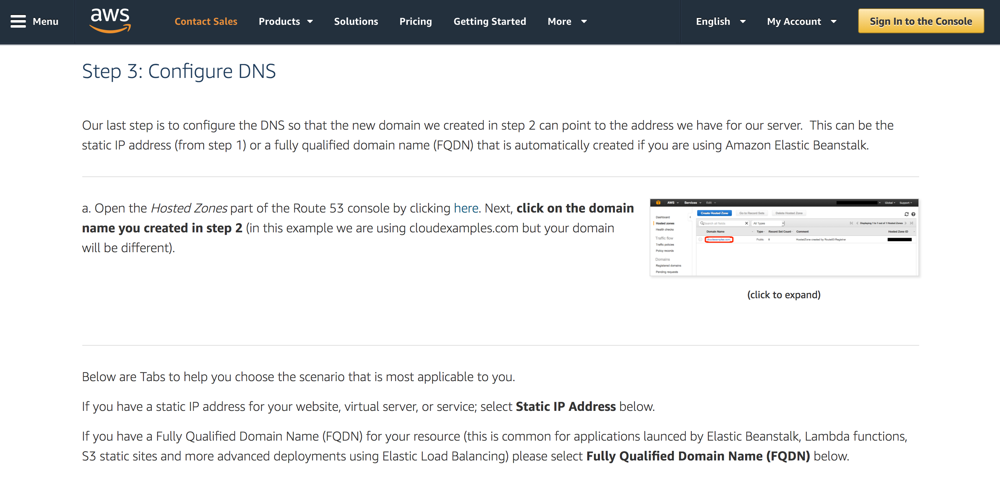 Menu
aws
Contact Sales
Products
Solutions
Pricing
Getting Started
More
English
My Account
Sign In to the Console
Step 3: Configure DNS
Our last step is to configure the DNS so that the new domain we created in step 2 can point to the address we have for our server.  This can be the
static IP address (from step 1) or a fully qualified domain name (FQDN) that is automatically created if you are using Amazon Elastic Beanstalk.
a. Open the Hosted Zones part of the Route 53 console by clicking here. Next, click on the domain
name you created in step 2 (in this example we are using cloudexamples.com but your domain
will be different).
AWS Services Edit Global Support
Create Hosted Zone Go to Record Sets Delete Hosted Zone
Dashboard
Hosted zones
Health checks
Traffic flow
Traffic policies
Policy records
Domains
Registered domains
Pending requests
Search all fields All Types Displaying 1 to 1 out of 1 Hosted Zones
Domain Name Type Record Set Count Comment Hosted Zone ID
cloudexamples.com. Public 8 HostedZone created by Route53 Registrar
(click to expand)
Below are Tabs to help you choose the scenario that is most applicable to you.
If you have a static IP address for your website, virtual server, or service; select Static IP Address below.
If you have a Fully Qualified Domain Name (FQDN) for your resource (this is common for applications launced by Elastic Beanstalk, Lambda functions,
S3 static sites and more advanced deployments using Elastic Load Balancing) please select Fully Qualified Domain Name (FQDN) below.